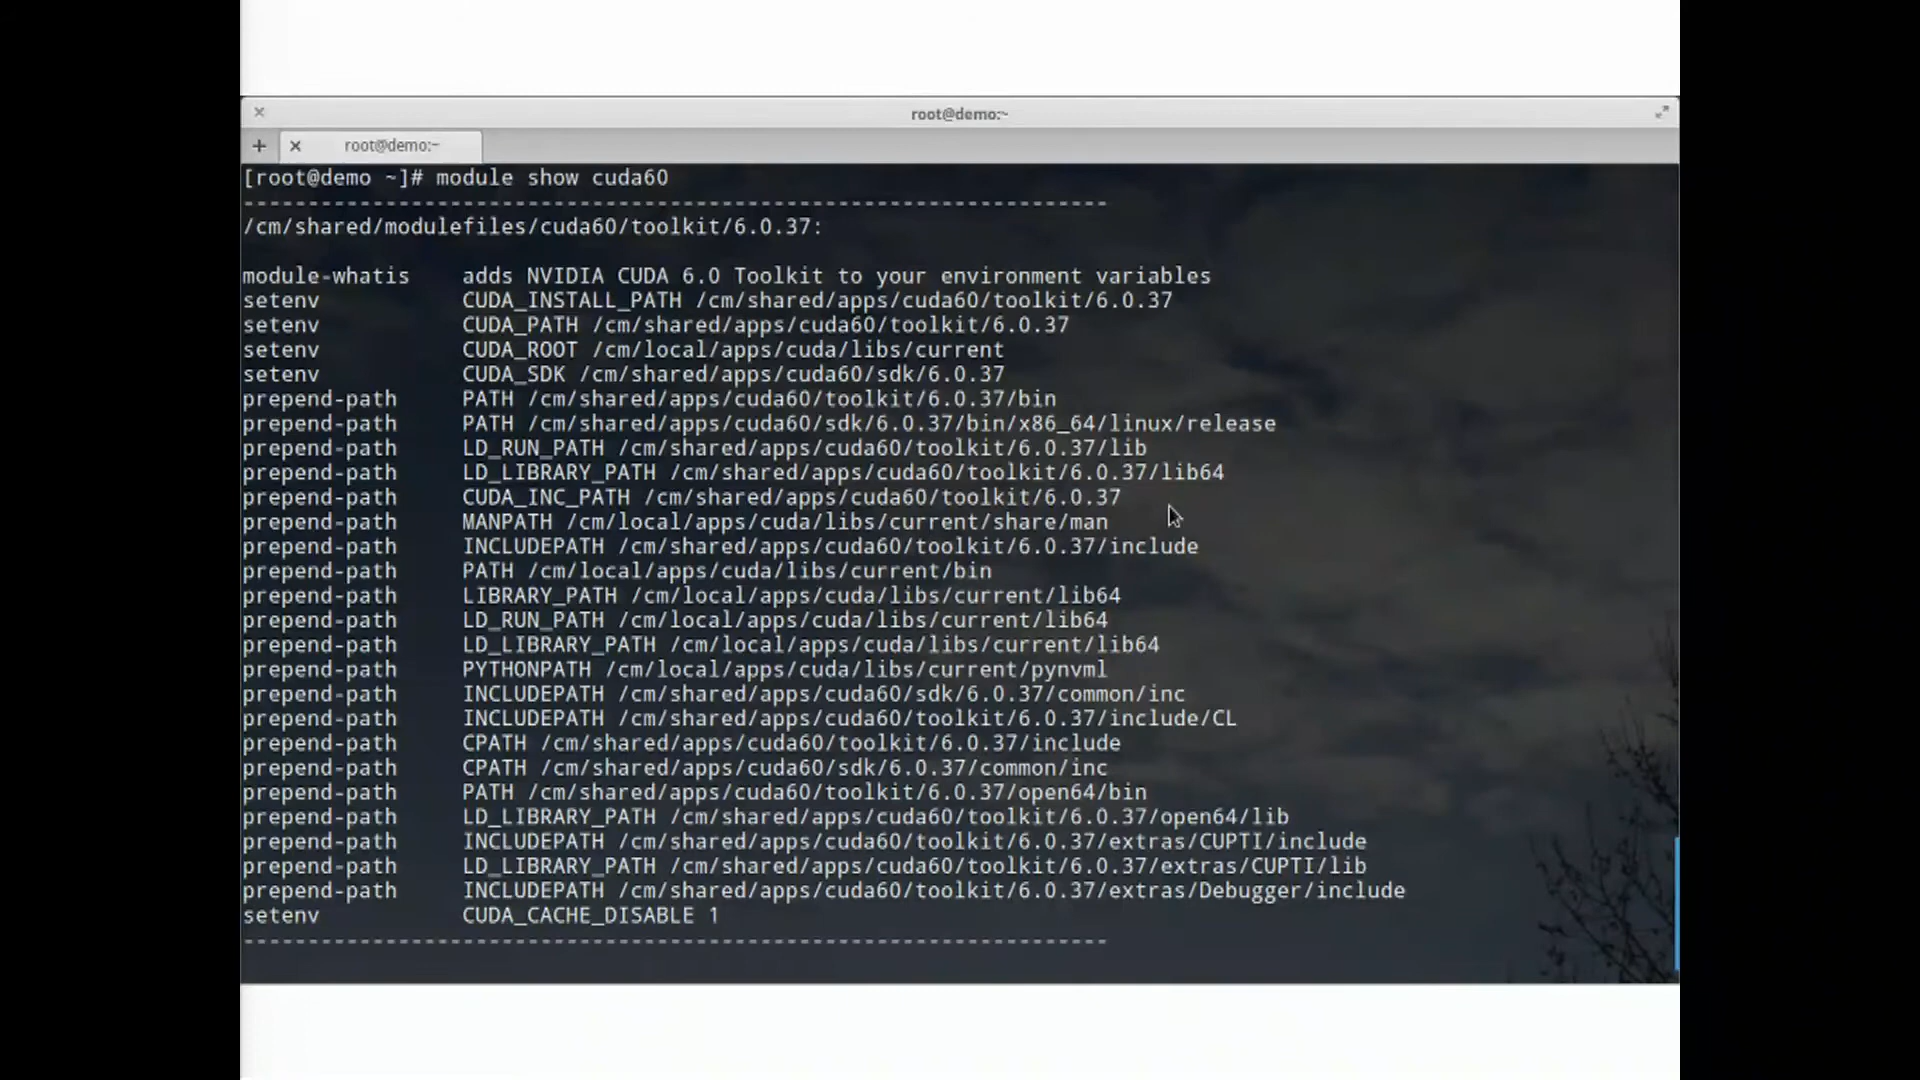 root@demo:~
root@demo:~
[root@demo ~]# module show cuda60
-------------------------------------------------------------------
/cm/shared/modulefiles/cuda60/toolkit/6.0.37:
module-whatis adds NVIDIA CUDA 6.0 Toolkit to your environment variables
setenv CUDA_INSTALL_PATH /cm/shared/apps/cuda60/toolkit/6.0.37
setenv CUDA_PATH /cm/shared/apps/cuda60/toolkit/6.0.37
setenv CUDA_ROOT /cm/local/apps/cuda/libs/current
setenv CUDA_SDK /cm/shared/apps/cuda60/sdk/6.0.37
prepend-path PATH /cm/shared/apps/cuda60/toolkit/6.0.37/bin
prepend-path PATH /cm/shared/apps/cuda60/sdk/6.0.37/bin/x86_64/linux/release
prepend-path LD_RUN_PATH /cm/shared/apps/cuda60/toolkit/6.0.37/lib
prepend-path LD_LIBRARY_PATH /cm/shared/apps/cuda60/toolkit/6.0.37/lib64
prepend-path CUDA_INC_PATH /cm/shared/apps/cuda60/toolkit/6.0.37
prepend-path MANPATH /cm/local/apps/cuda/libs/current/share/man
prepend-path INCLUDEPATH /cm/shared/apps/cuda60/toolkit/6.0.37/include
prepend-path PATH /cm/local/apps/cuda/libs/current/bin
prepend-path LIBRARY_PATH /cm/local/apps/cuda/libs/current/lib64
prepend-path LD_RUN_PATH /cm/local/apps/cuda/libs/current/lib64
prepend-path LD_LIBRARY_PATH /cm/local/apps/cuda/libs/current/lib64
prepend-path PYTHONPATH /cm/local/apps/cuda/libs/current/pynvml
prepend-path INCLUDEPATH /cm/shared/apps/cuda60/sdk/6.0.37/common/inc
prepend-path INCLUDEPATH /cm/shared/apps/cuda60/toolkit/6.0.37/include/CL
prepend-path CPATH /cm/shared/apps/cuda60/toolkit/6.0.37/include
prepend-path CPATH /cm/shared/apps/cuda60/sdk/6.0.37/common/inc
prepend-path PATH /cm/shared/apps/cuda60/toolkit/6.0.37/open64/bin
prepend-path LD_LIBRARY_PATH /cm/shared/apps/cuda60/toolkit/6.0.37/open64/lib
prepend-path INCLUDEPATH /cm/shared/apps/cuda60/toolkit/6.0.37/extras/CUPTI/include
prepend-path LD_LIBRARY_PATH /cm/shared/apps/cuda60/toolkit/6.0.37/extras/CUPTI/lib
prepend-path INCLUDEPATH /cm/shared/apps/cuda60/toolkit/6.0.37/extras/Debugger/include
setenv CUDA_CACHE_DISABLE 1
-------------------------------------------------------------------